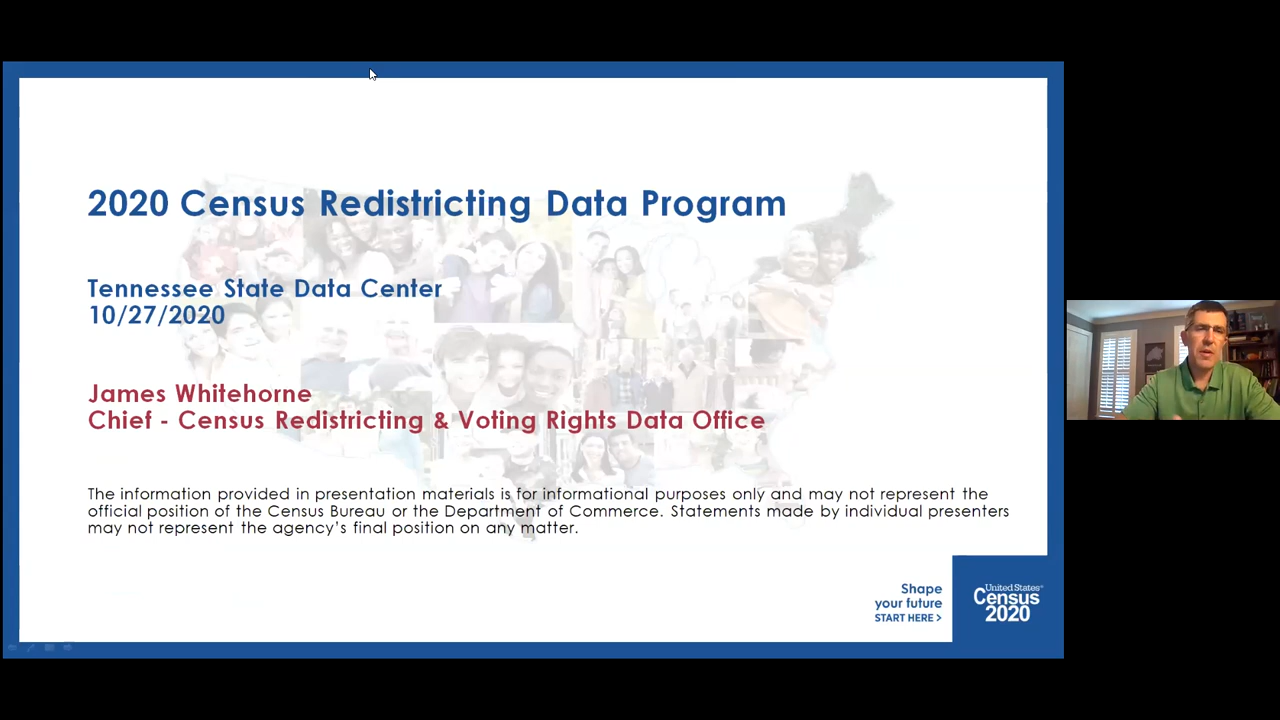 2020 Census Redistricting Data Program
Tennessee State Data Center
10/27/2020
James Whitehorne
Chief - Census Redistricting & Voting Rights Data Office
The information provided in presentation materials is for informational purposes only and may not represent the
official position of the Census Bureau or the Department of Commerce. Statements made by individual presenters
may not represent the agency’s final position on any matter.
Shape
your future
START HERE >
United States®
Census
2020